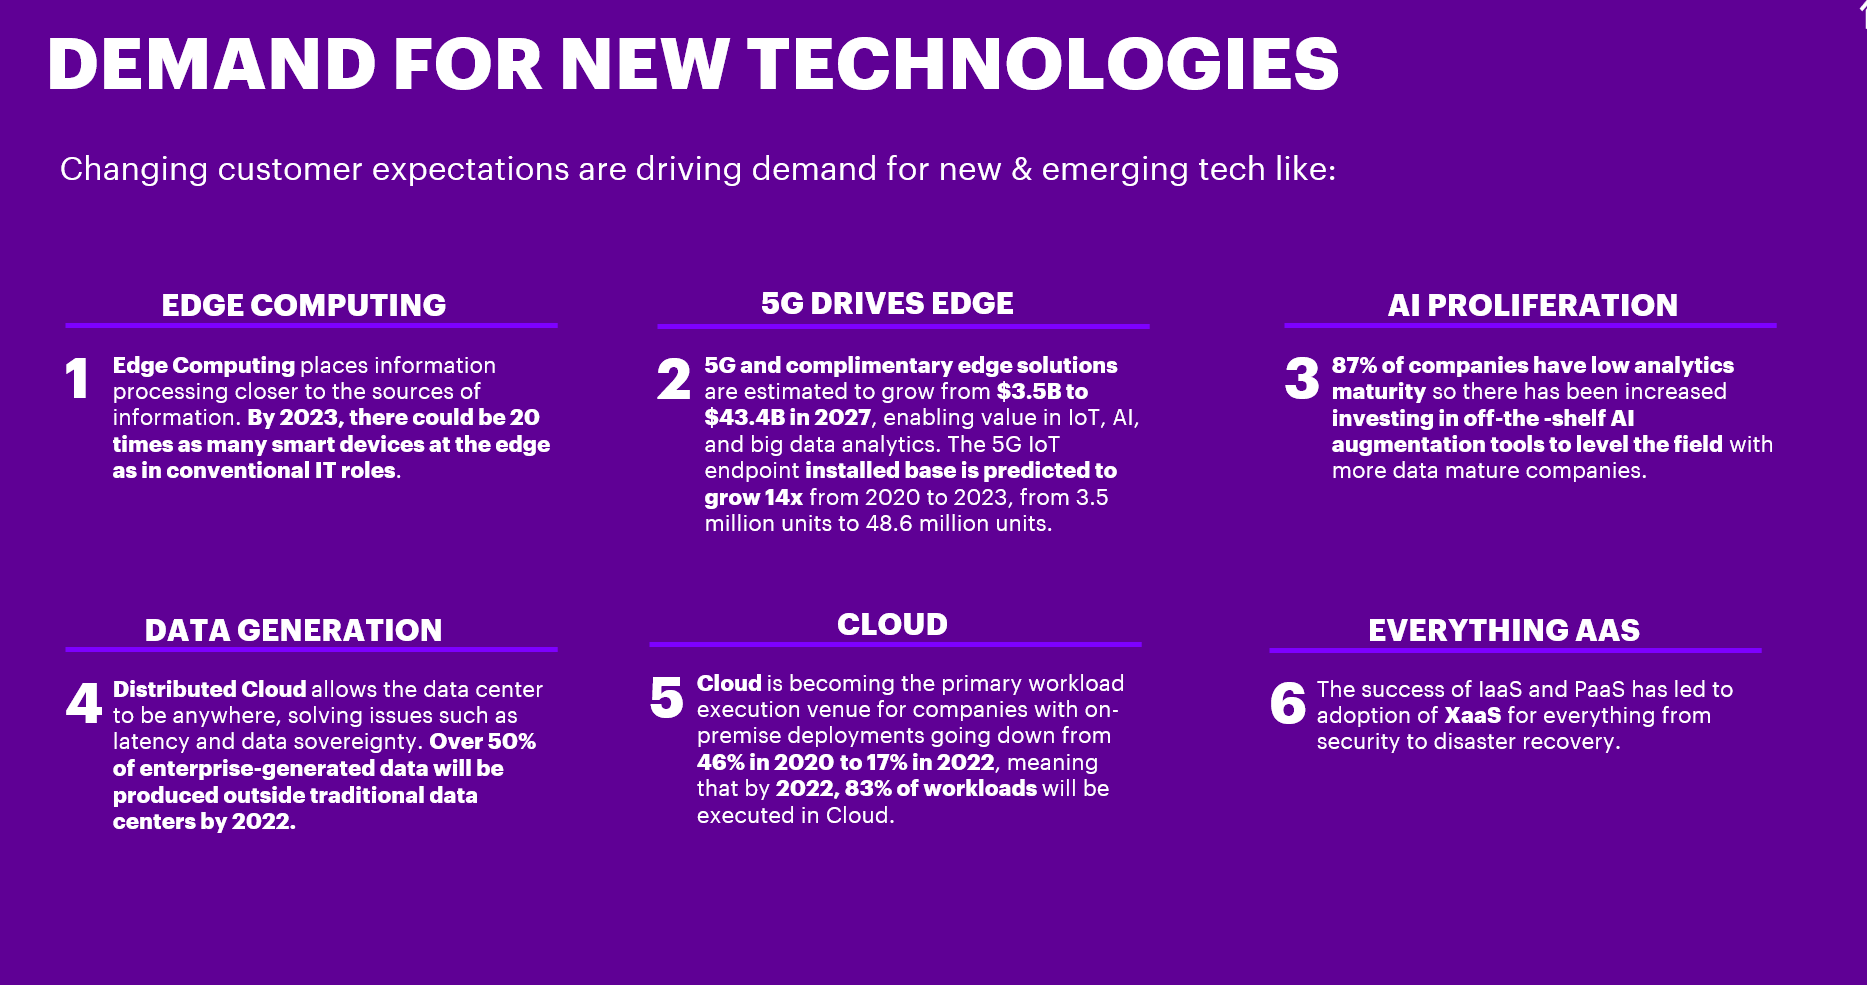 DEMAND FOR NEW TECHNOLOGIES
Changing customer expectations are driving demand for new & emerging tech like:
EDGE COMPUTING
1
Edge Computing places information
processing closer to the sources of
information. By 2023, there could be 20
times as many smart devices at the edge
as in conventional IT roles.
5G DRIVES EDGE
2
5G and complimentary edge solutions
are estimated to grow from $3.5B to
$43.4B in 2027, enabling value in IoT, AI,
and big data analytics. The 5G IoT
endpoint installed base is predicted to
grow 14x from 2020 to 2023, from 3.5
million units to 48.6 million units.
AI PROLIFERATION
3
87% of companies have low analytics
maturity so there has been increased
investing in off-the -shelf AI
augmentation tools to level the field with
more data mature companies.
DATA GENERATION
4
Distributed Cloud allows the data center
to be anywhere, solving issues such as
latency and data sovereignty. Over 50%
of enterprise-generated data will be
produced outside traditional data
centers by 2022.
CLOUD
5
Cloud is becoming the primary workload
execution venue for companies with on-
premise deployments going down from
46% in 2020 to 17% in 2022, meaning
that by 2022, 83% of workloads will be
executed in Cloud.
EVERYTHING AAS
6
The success of IaaS and PaaS has led to
adoption of XaaS for everything from
security to disaster recovery.